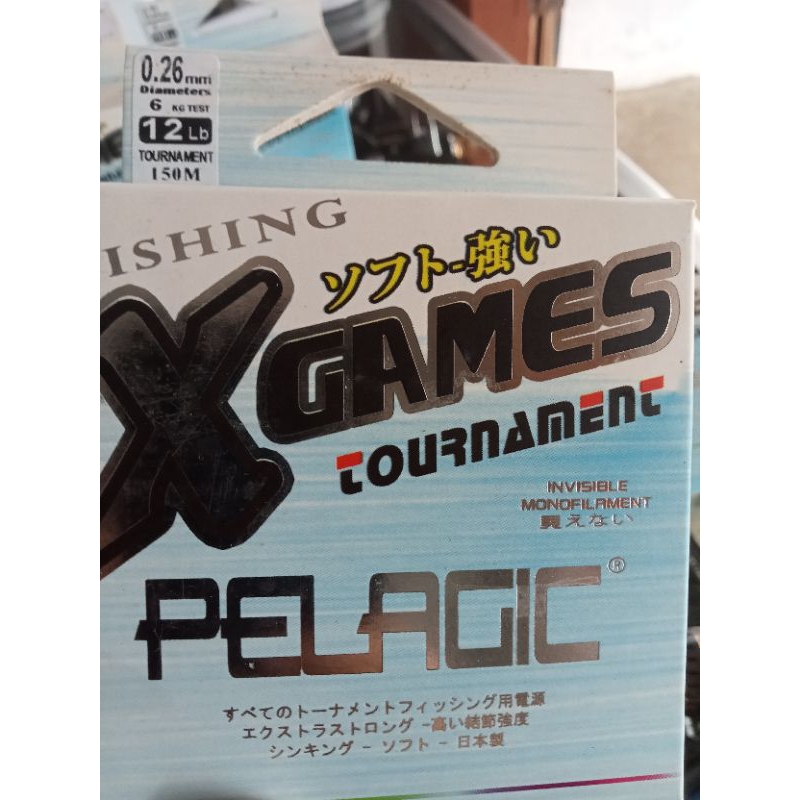 0.26mm
Diameters
6 KG TEST
12Lb
TOURNAMENT
150M
ISHING
ソフト-強い
XGAMES
TOURNAMENT
INVISIBLE
MONOFILAMENT
見えない
PELAGIC®
すべてのトーナメントフィッシング用電源
エクストラストロング-高い結節強度
シンキング - ソフト - 日本製